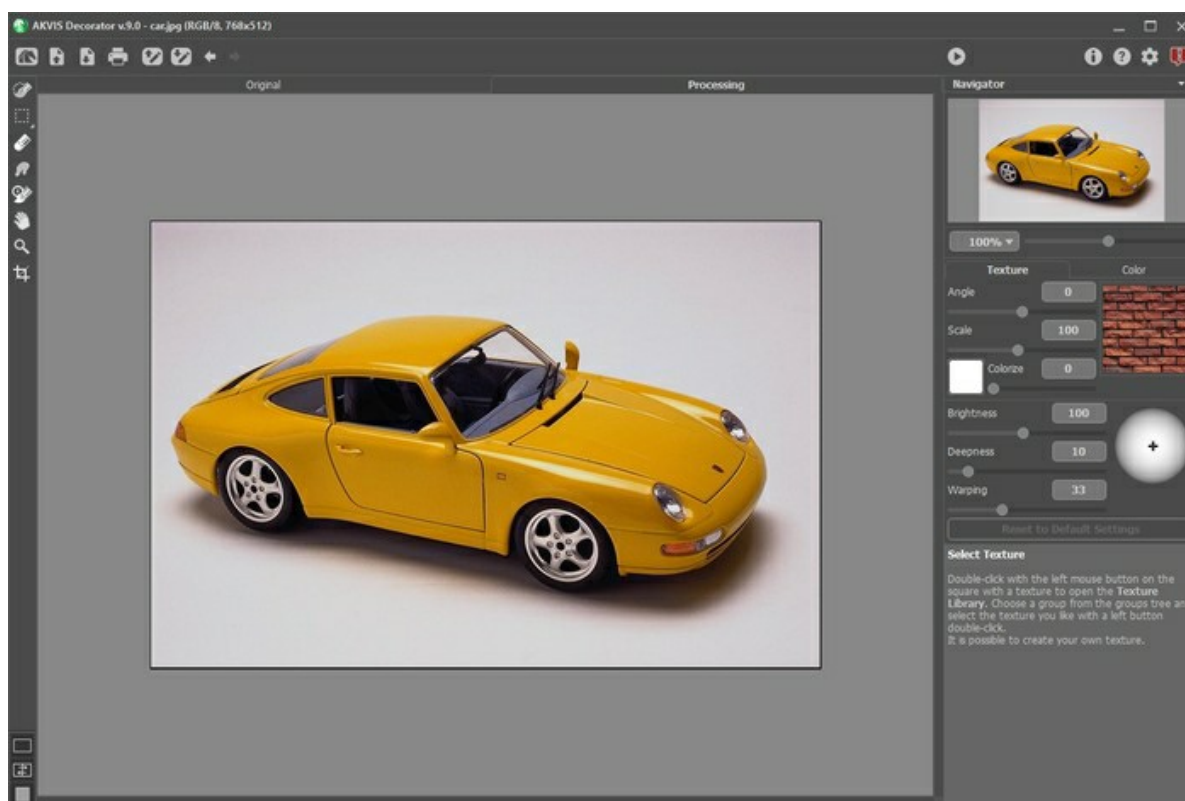 AKVIS Decorator v.9.0 - car.jpg (RGB/8, 768x512)
Original
Processing
Navigator
100%
Texture
Color
Angle
0
Scale
100
Colorize
0
Brightness
100
Deepness
10
Warping
33
Reset to Default Settings
Select Texture
Double-click with the left mouse button on the
square with a texture to open the Texture
Library. Choose a group from the groups tree an
select the texture you like with a left button
double-click.
It is possible to create your own texture.